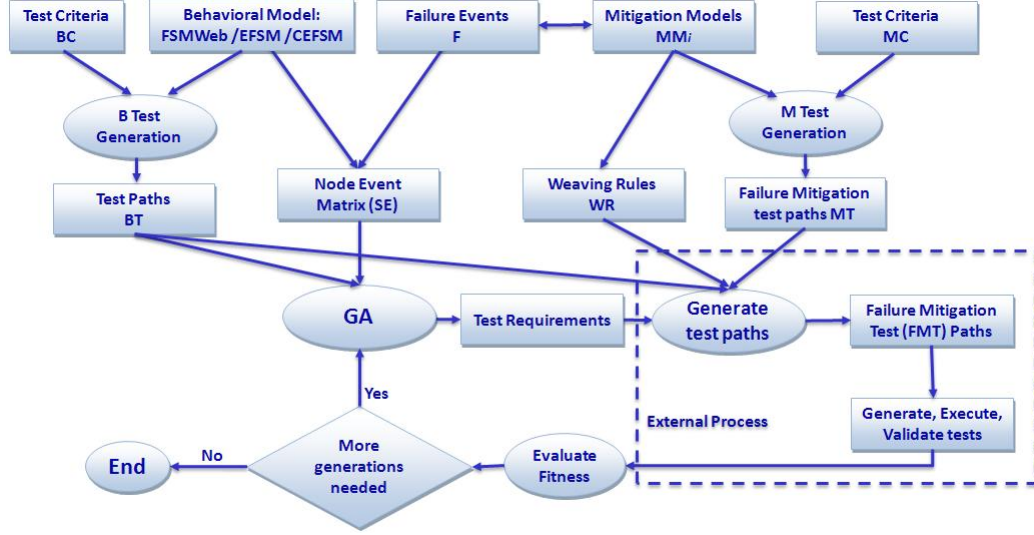 Test Criteria
BC
Behavioral Model:
FSMWeb /EFSM /CEFSM
Failure Events
F
Mitigation Models
MMi
Test Criteria
MC
B Test
Generation
M Test
Generation
Test Paths
BT
Node Event
Matrix (SE)
Weaving Rules
WR
Failure Mitigation
test paths MT
GA
Test Requirements
Generate
test paths
Failure Mitigation
Test (FMT) Paths
Yes
External Process
Generate, Execute,
Validate tests
End
No
More
generations
needed
Evaluate
Fitness